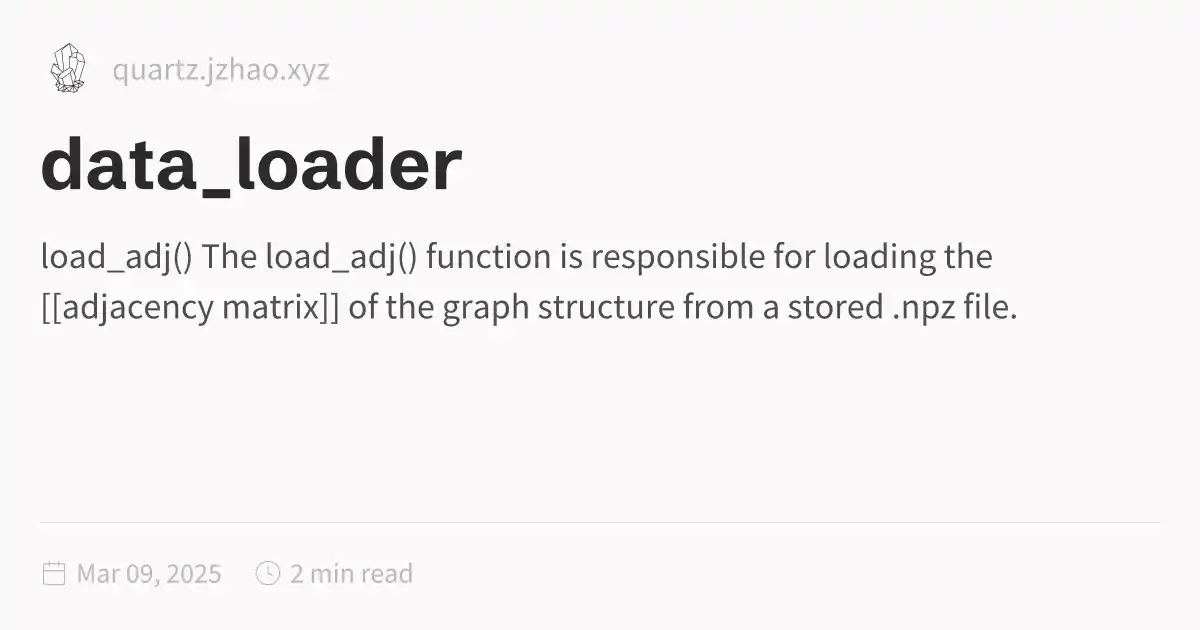 quartz.jzhao.xyz
data_loader
load_adj() The load_adj() function is responsible for loading the
[[adjacency matrix]] of the graph structure from a stored .npz file.
Mar 09, 2025 2 min read